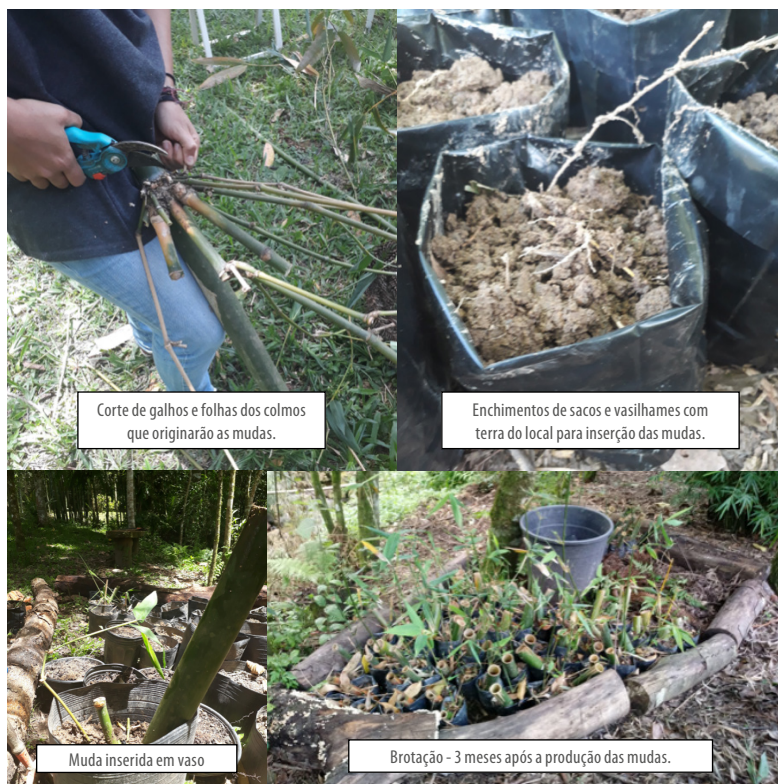 Corte de galhos e folhas dos colmos
que originarão as mudas.
Enchimentos de sacos e vasilhames com
terra do local para inserção das mudas.
Muda inserida em vaso
Brotação - 3 meses após a produção das mudas.